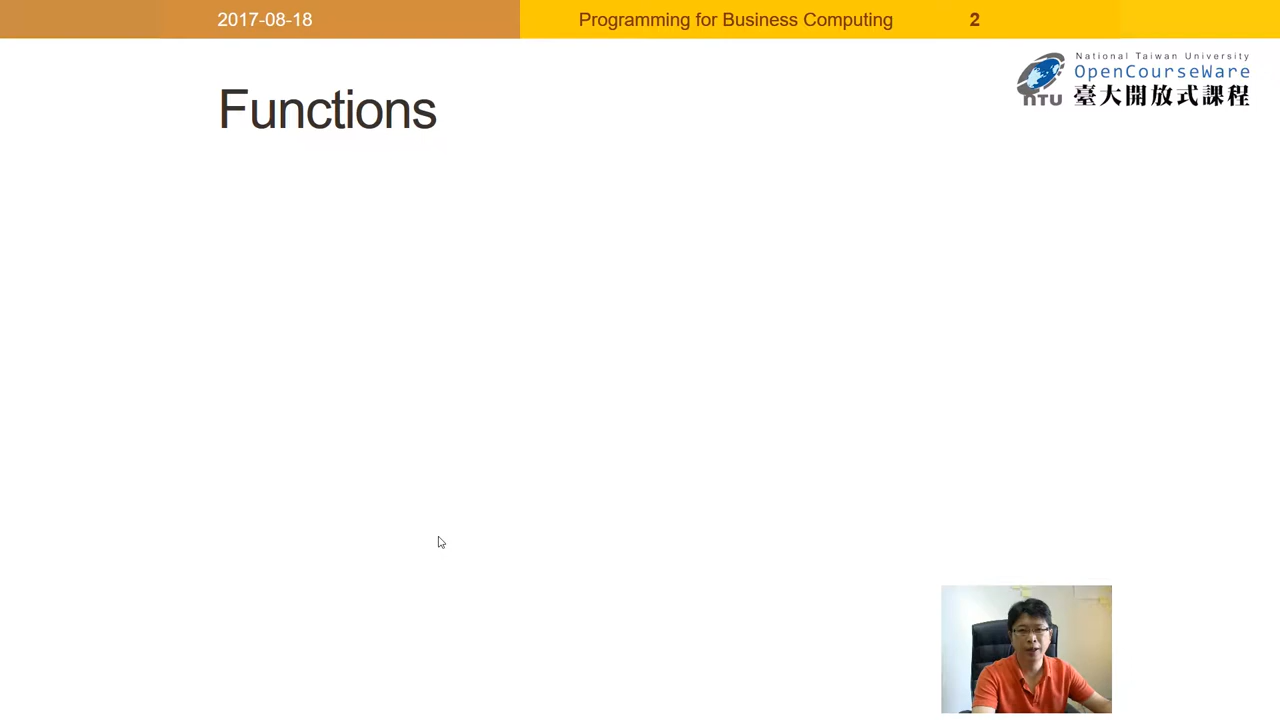 2017-08-18
Programming for Business Computing
2
National Taiwan University
OpenCourseWare
NTU
臺大開放式課程
Functions